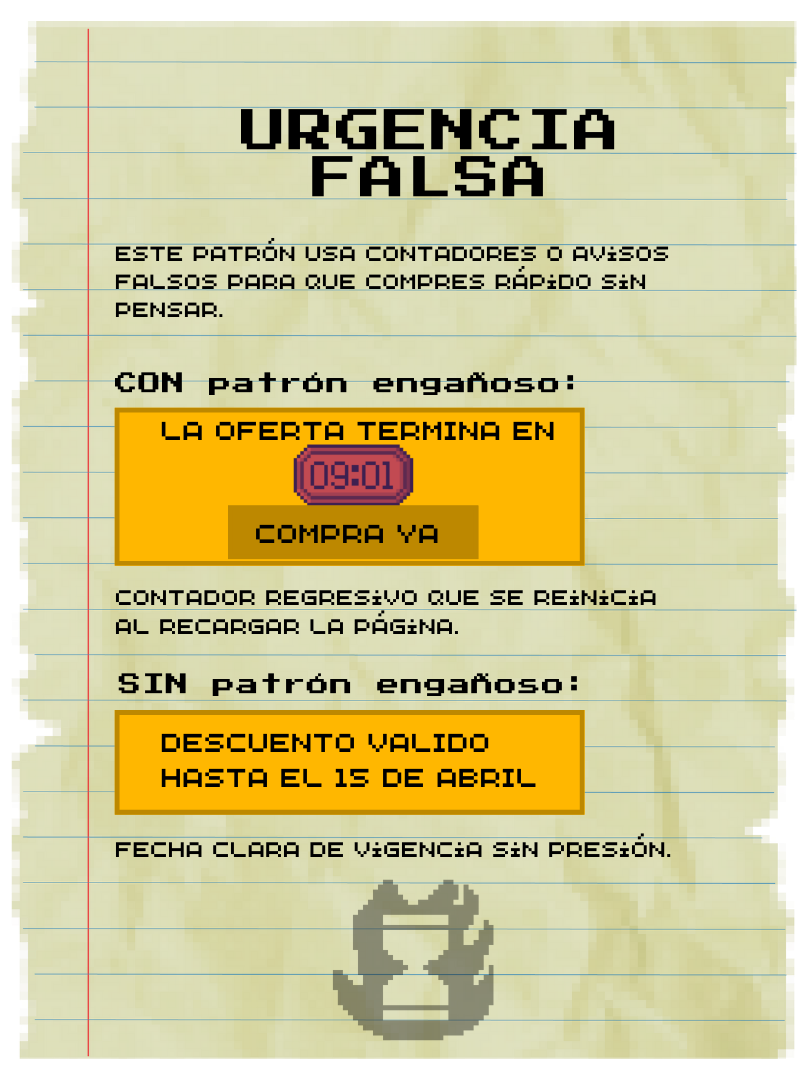 URGENCIA
FALSA
ESTE PATRÓN USA CONTADORES O AViSOS
FALSOS PARA QUE COMPRES RÁPiDO SiN
PENSAR.
CON patrón engañoso:
LA OFERTA TERMINA EN
09:01
COMPRA YA
CONTADOR REGRESiVO QUE SE REiNiCiA
AL RECARGAR LA PÁGiNA.
SIN patrón engañoso:
DESCUENTO VALIDO
HASTA EL 15 DE ABRIL
FECHA CLARA DE ViGENCiA SiN PRESiÓN.